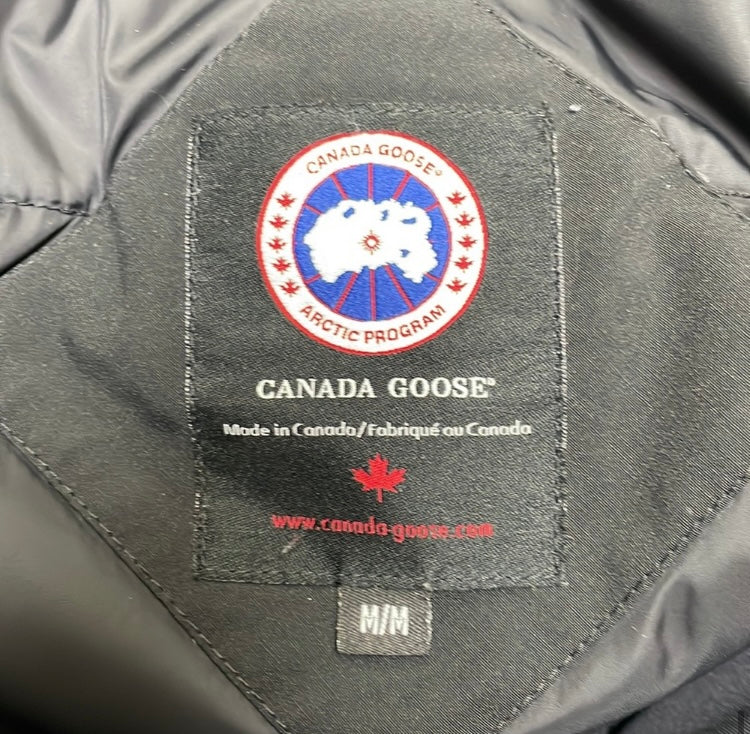 CANADA GOOSE®
ARCTIC PROGRAM
CANADA GOOSE®
Made in Canada/Fabriqué au Canada
www.canada-goose.com
M/M